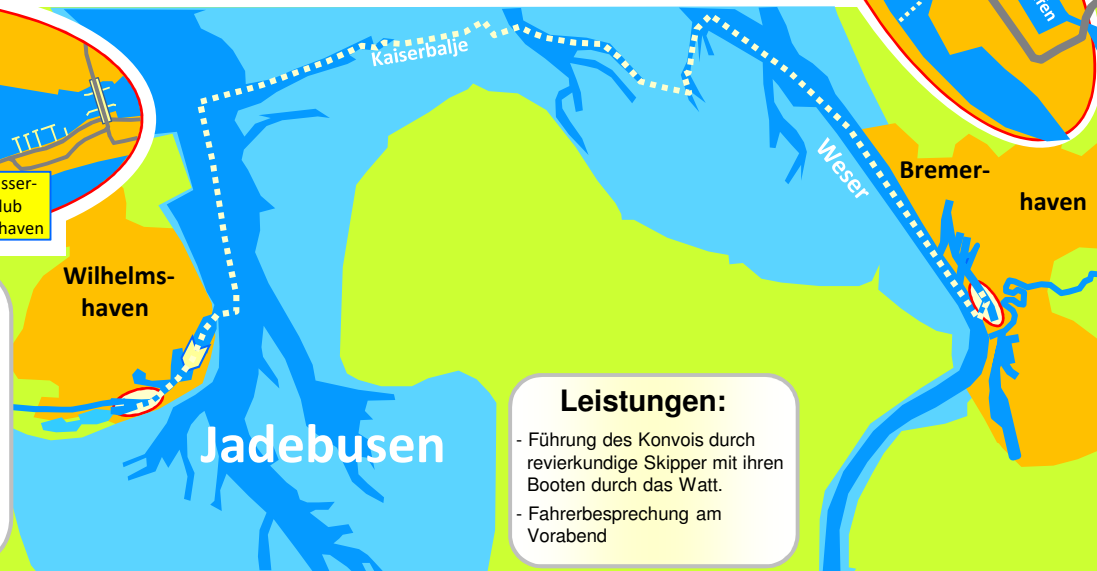 Kaiserbalje
Weser
Bremer-
haven
Wilhelms-
haven
Jadebusen
Leistungen:
- Führung des Konvois durch
revierkundige Skipper mit ihren
Booten durch das Watt.
- Fahrerbesprechung am
Vorabend